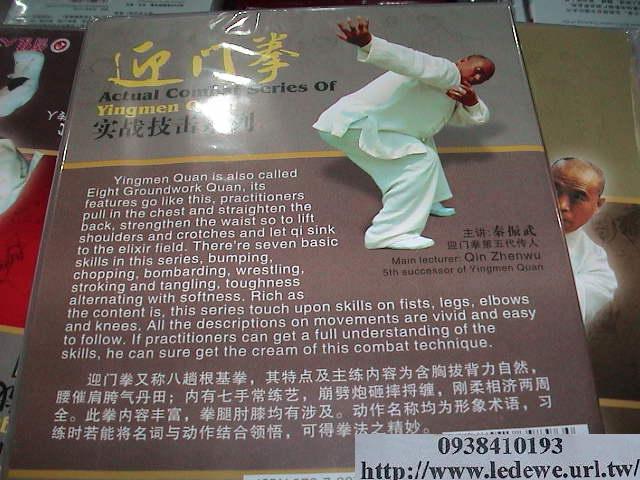 迎门拳
Actual Combat Series Of
Yingmen Quan
实战技击系列
Yingmen Quan is also called
Eight Groundwork Quan, its
features go like this, practitioners
pull in the chest and straighten the
back, strengthen the waist so to lift
shoulders and crotches and let qi sink
to the elixir field. There're seven basic
skills in this series, bumping,
chopping, bombarding, wrestling,
stroking and tangling, toughness
alternating with softness. Rich as
the content is, this series touch upon skills on fists, legs, elbows
and knees. All the descriptions on movements are vivid and easy
to follow. If practitioners can get a full understanding of the
skills, he can sure get the cream of this combat technique.
主讲:秦振武
迎门拳第五代传人
Main lecturer: Qin Zhenwu
5th successor of Yingmen Quan
迎门拳又称八趟根基拳,其特点及主练内容为含胸拔背力自然,
腰催肩胯气丹田;内有七手常练艺,崩劈炮砸摔捋缠,刚柔相济两周
全。此拳内容丰富,拳腿肘膝均有涉及。动作名称均为形象术语,习
练时若能将名词与动作结合领悟,可得拳法之精妙。
0938410193
http://www.ledewe.url.tw/